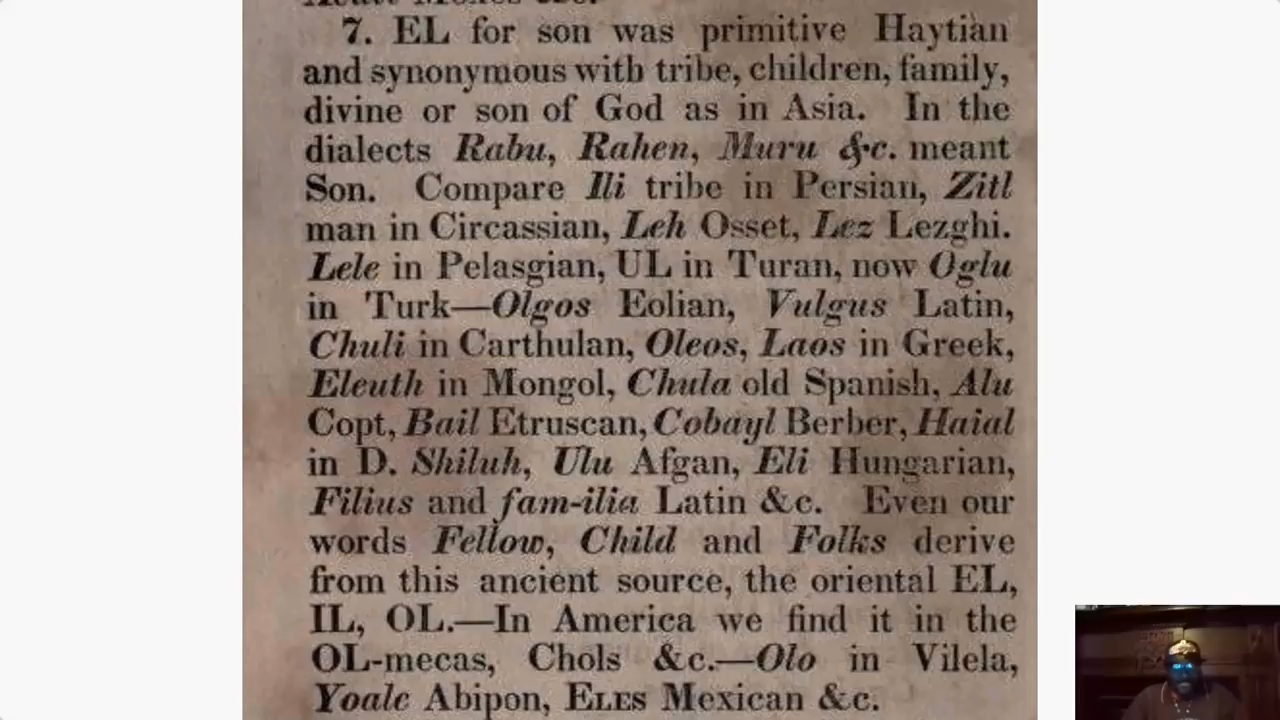 7. EL for son was primitive Haytian
and synonymous with tribe, children, family,
divine or son of God as in Asia. In the
dialects Rabu, Rahen, Muru &c. meant
Son. Compare Ili tribe in Persian, Zitl
man in Circassian, Leh Osset, Lez Lezghi.
Lele in Pelasgian, UL in Turan, now Oglu
in Turk—Olgos Eolian, Vulgus Latin,
Chuli in Carthulan, Oleos, Laos in Greek,
Eleuth in Mongol, Chula old Spanish, Alu
Copt, Bail Etruscan, Cobayl Berber, Haial
in D. Shiluh, Ulu Afgan, Eli Hungarian,
Filius and fam-ilia Latin &c. Even our
words Fellow, Child and Folks derive
from this ancient source, the oriental EL,
IL, OL.—In America we find it in the
OL-mecas, Chols &c.—Olo in Vilela,
Yoale Abipon, ELES Mexican &c.